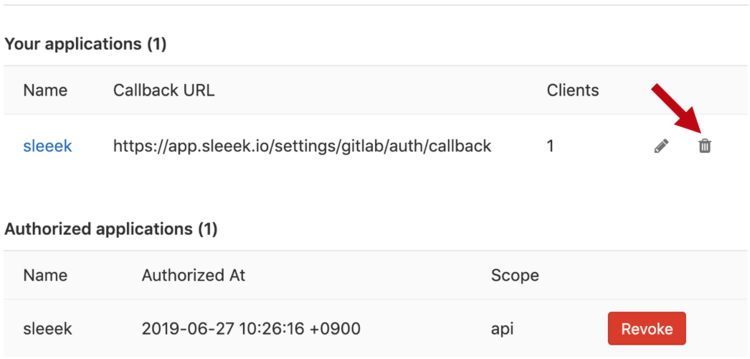 Your applications (1)
Name Callback URL Clients
sleeek https://app.sleeek.io/settings/gitlab/auth/callback 1
Authorized applications (1)
Name Authorized At Scope
sleeek 2019-06-27 10:26:16 +0900 api Revoke